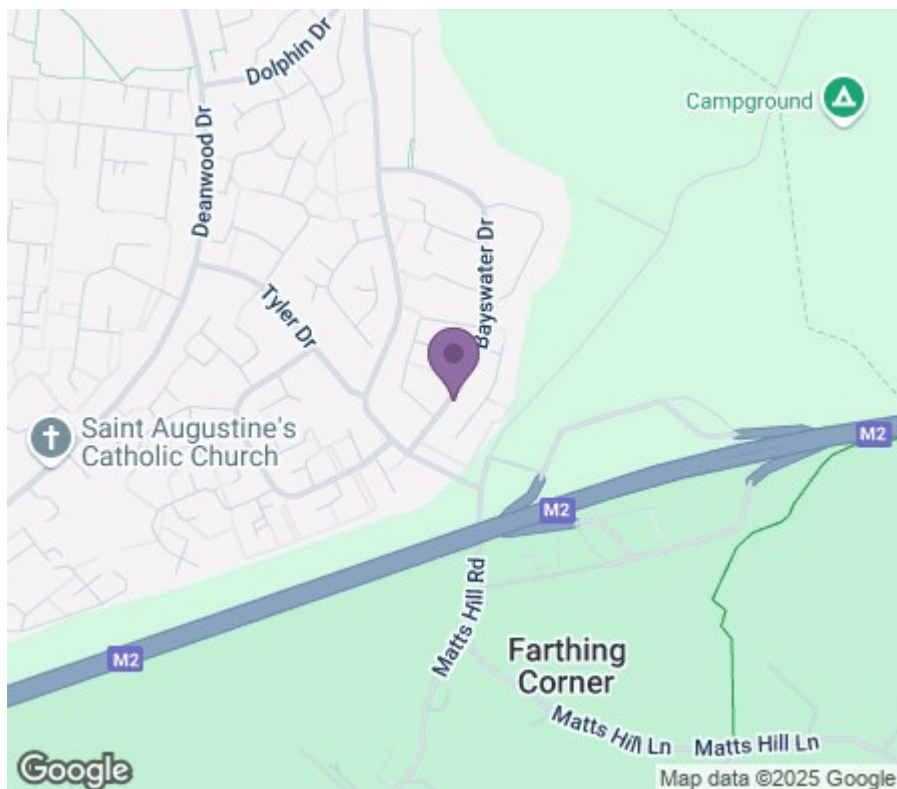 Dolphin Dr
Deanwood Dr
Campground
Bayswater Dr
Tyler Dr
Saint Augustine's
Catholic Church
M2
M2
M2
Matts Hill Rd
Farthing
Corner
Matts Hill Ln
Matts Hill Ln
Google
Map data ©2025 Google